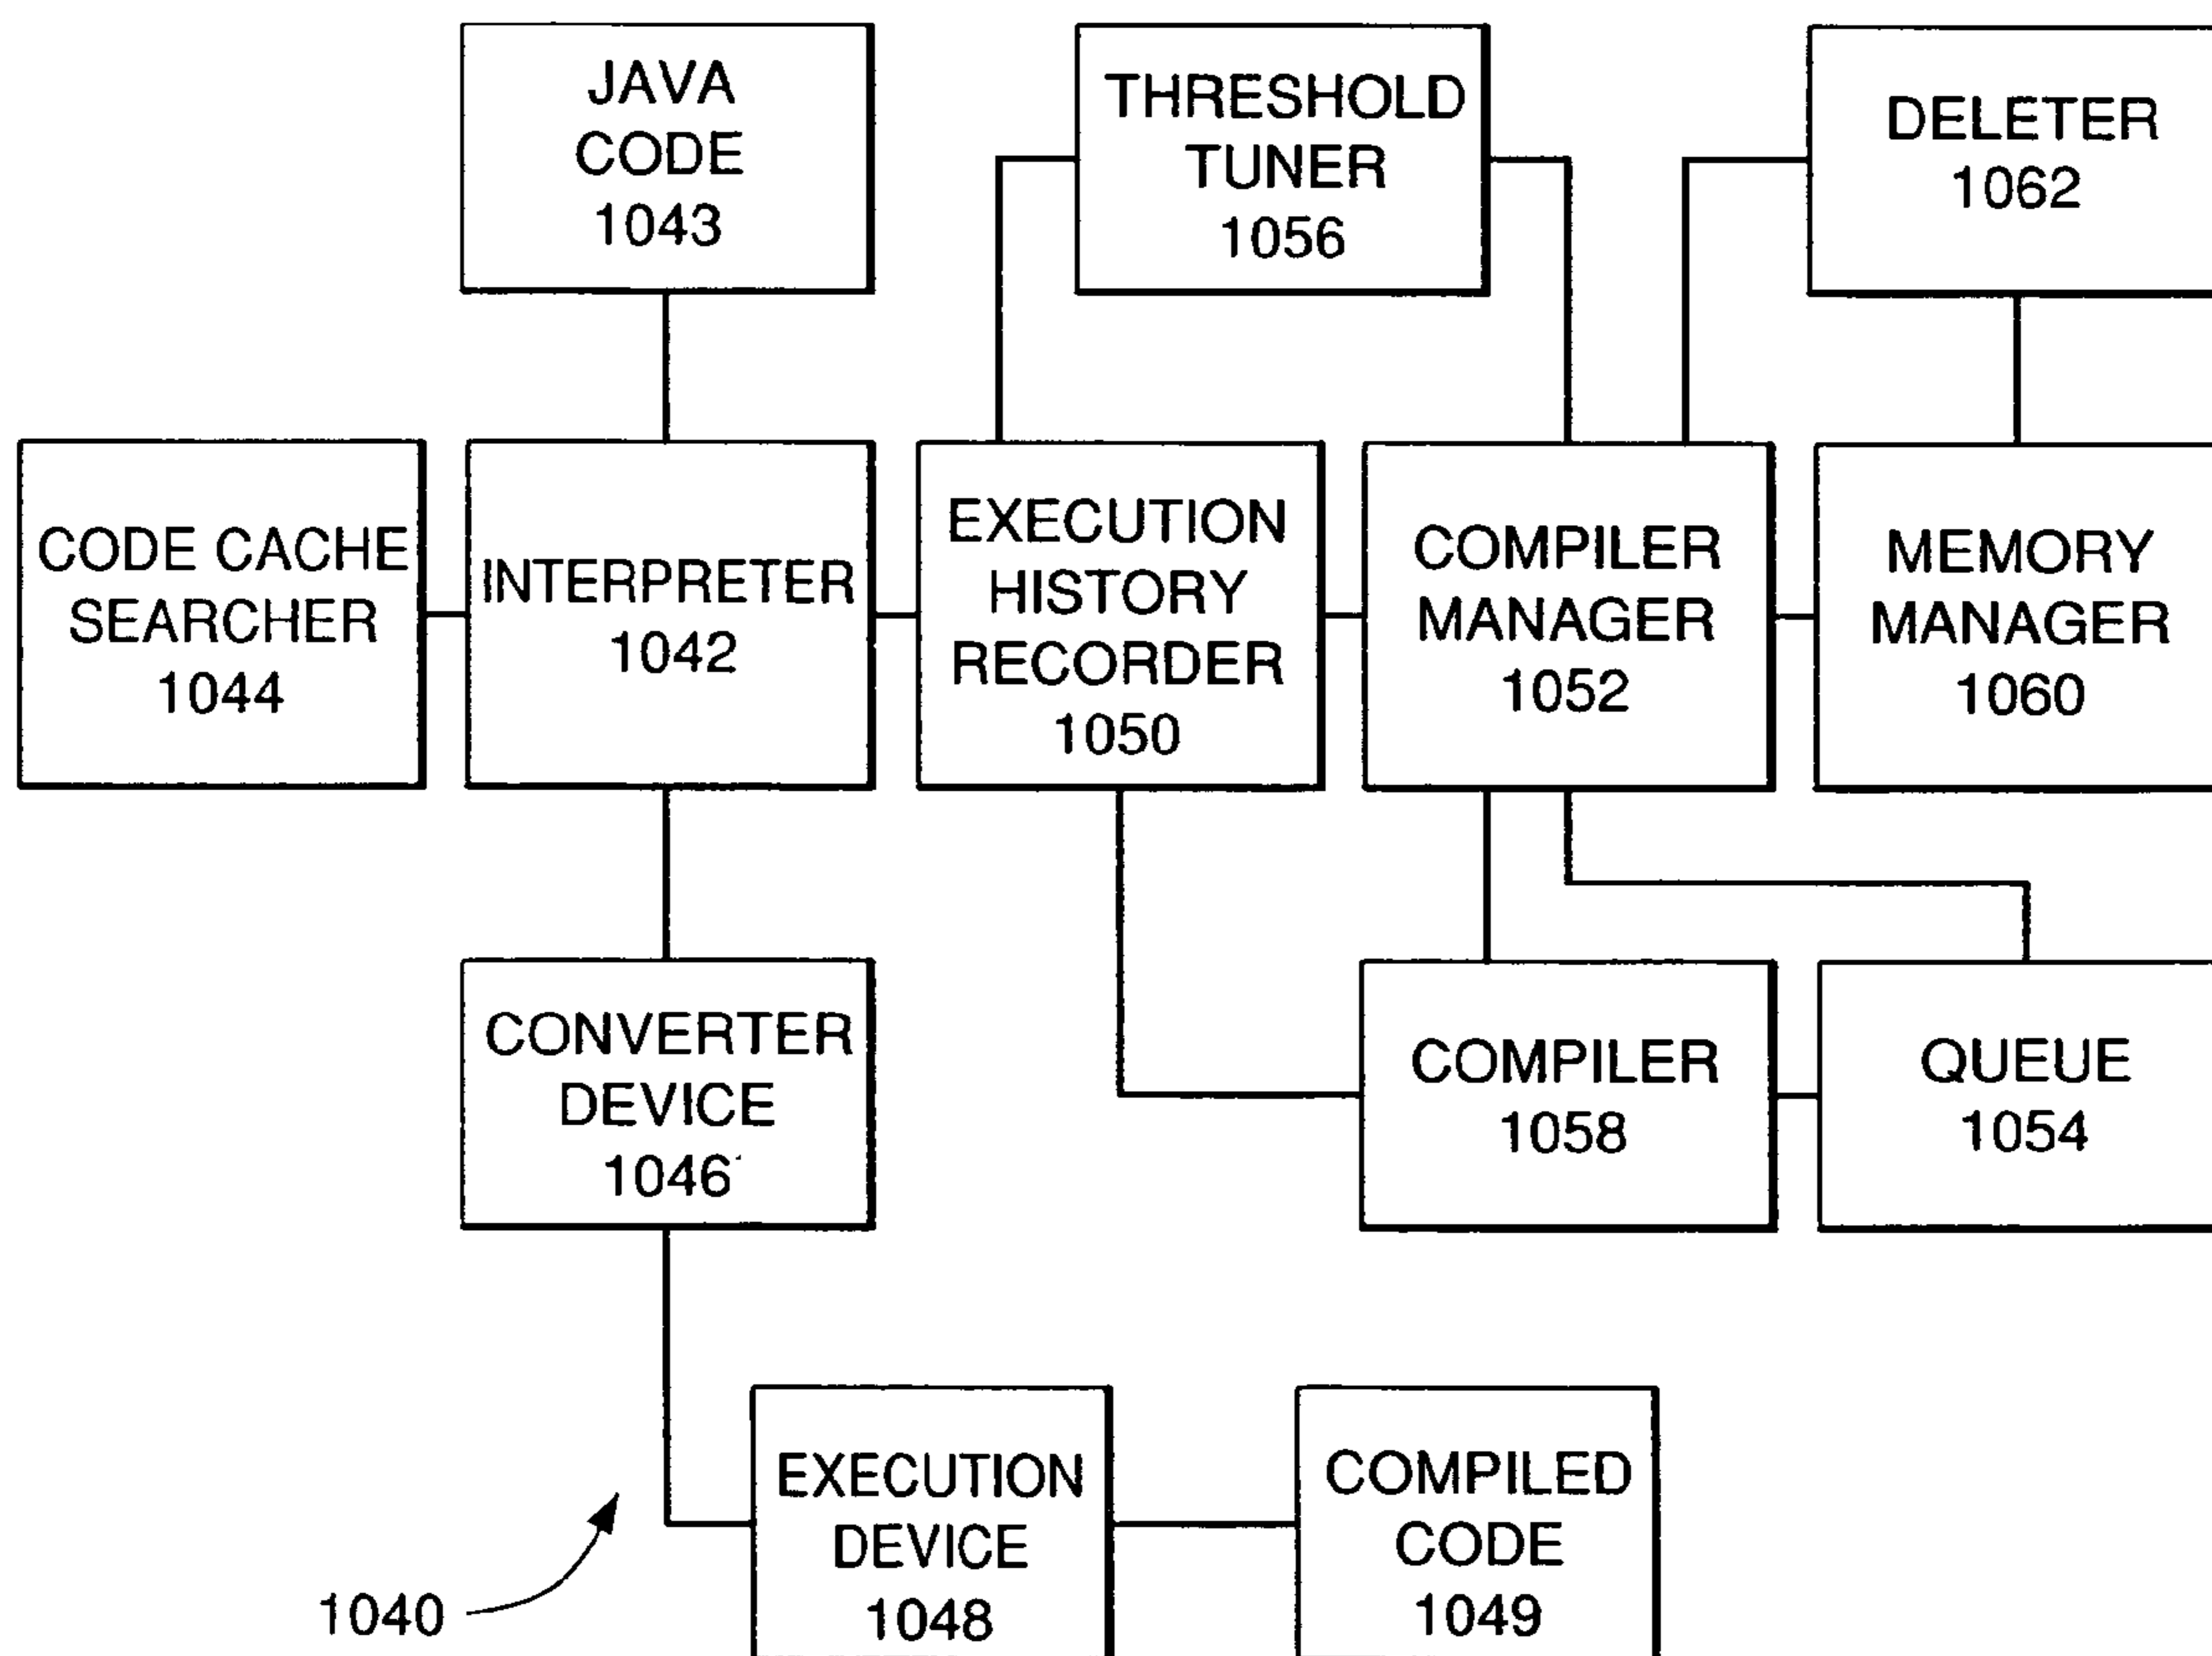 JAVA
CODE
1043
THRESHOLD
TUNER
1056
DELETER
1062
CODE CACHE
SEARCHER
1044
INTERPRETER
1042
EXECUTION
HISTORY
RECORDER
1050
COMPILER
MANAGER
1052
MEMORY
MANAGER
1060
CONVERTER
DEVICE
1046
COMPILER
1058
QUEUE
1054
EXECUTION
DEVICE
1048
COMPILED
CODE
1049
1040